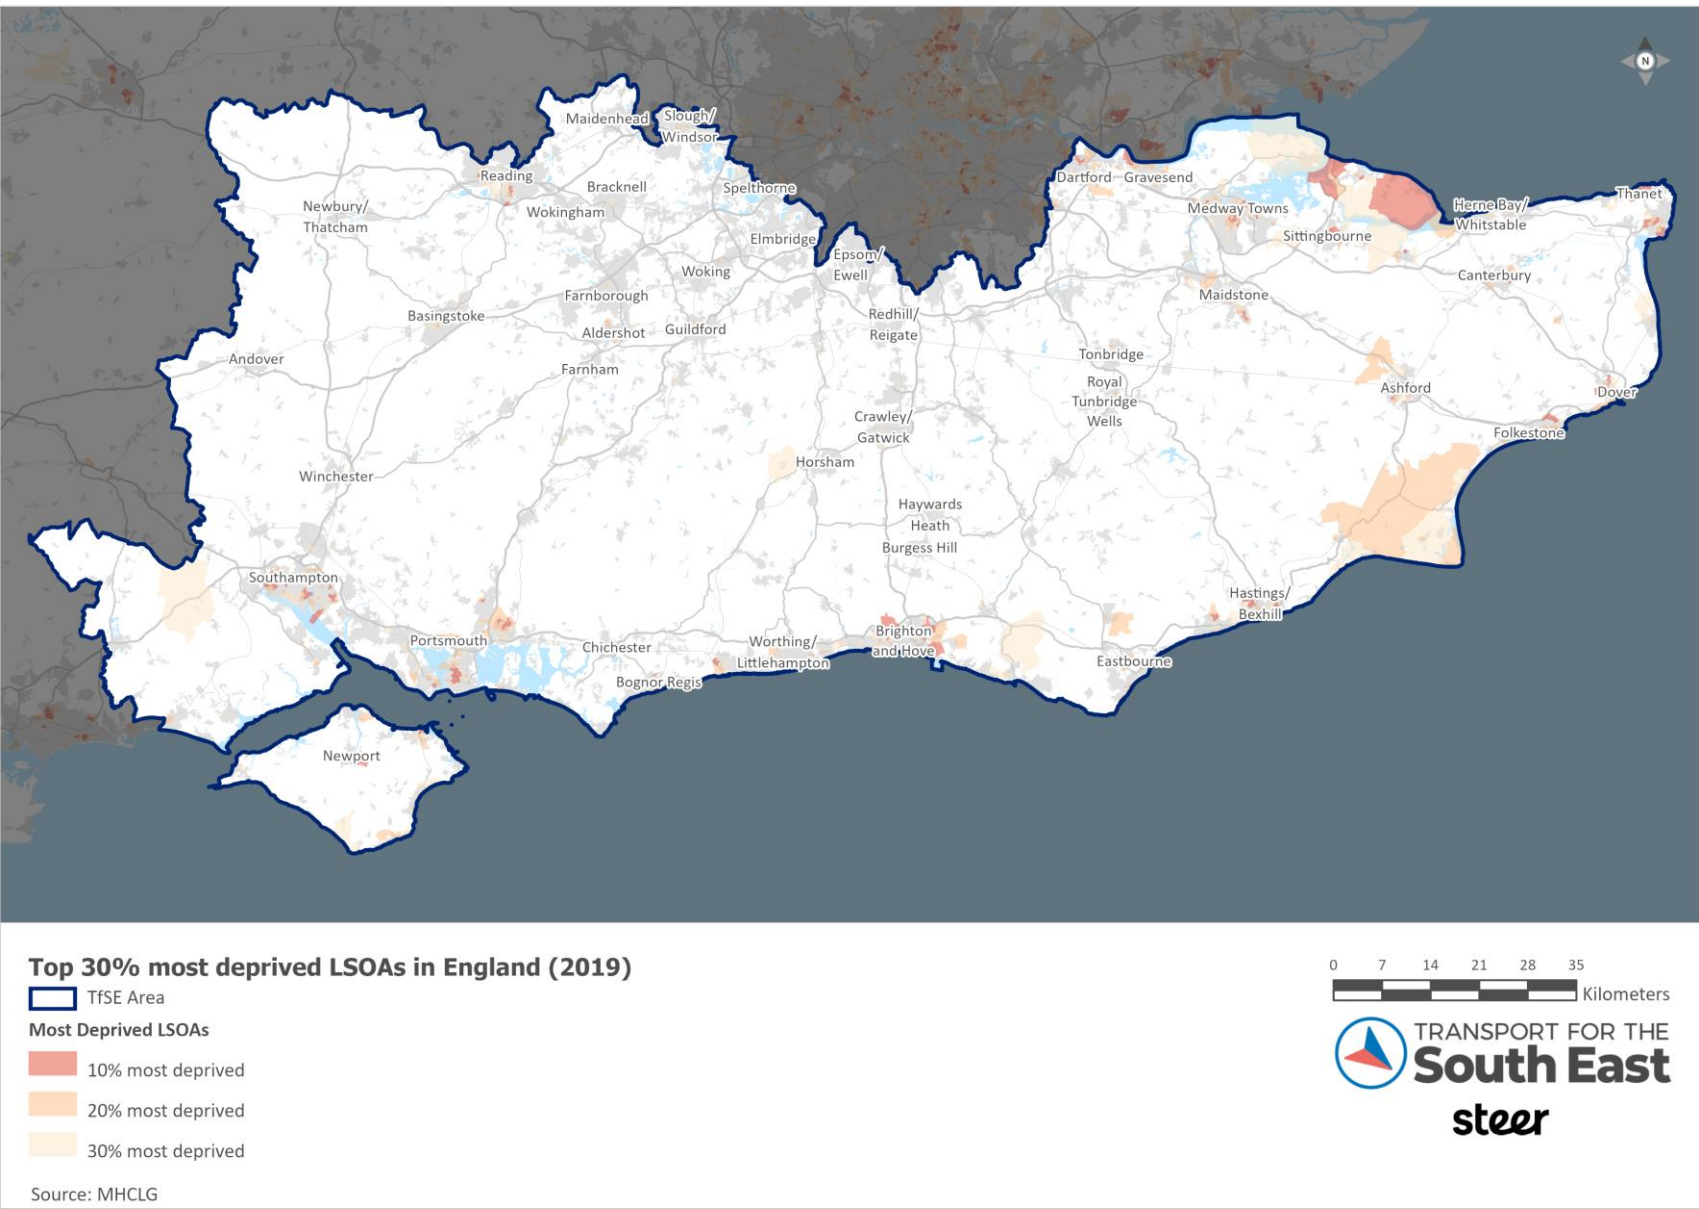 N
Maidenhead
Slough/
Windsor
Reading
Bracknell
Spelthorne
Dartford
Gravesend
Thanet
Newbury/
Thatcham
Wokingham
Medway Towns
Herne Bay/
Whitstable
Elmbridge
Sittingbourne
Epsom/
Ewell
Woking
Canterbury
Farnborough
Maidstone
Basingstoke
Aldershot
Guildford
Redhill/
Reigate
Andover
Farnham
Tonbridge
Royal
Tunbridge
Wells
Ashford
Dover
Crawley/
Gatwick
Folkestone
Winchester
Horsham
Haywards
Heath
Burgess Hill
Southampton
Hastings/
Bexhill
Portsmouth
Chichester
Worthing/
Littlehampton
Brighton
and Hove
Eastbourne
Bognor Regis
Newport
Top 30% most deprived LSOAs in England (2019)
TfSE Area
Most Deprived LSOAs
10% most deprived
20% most deprived
30% most deprived
Source: MHCLG
0 7 14 21 28 35
Kilometers
TRANSPORT FOR THE
South East
steer